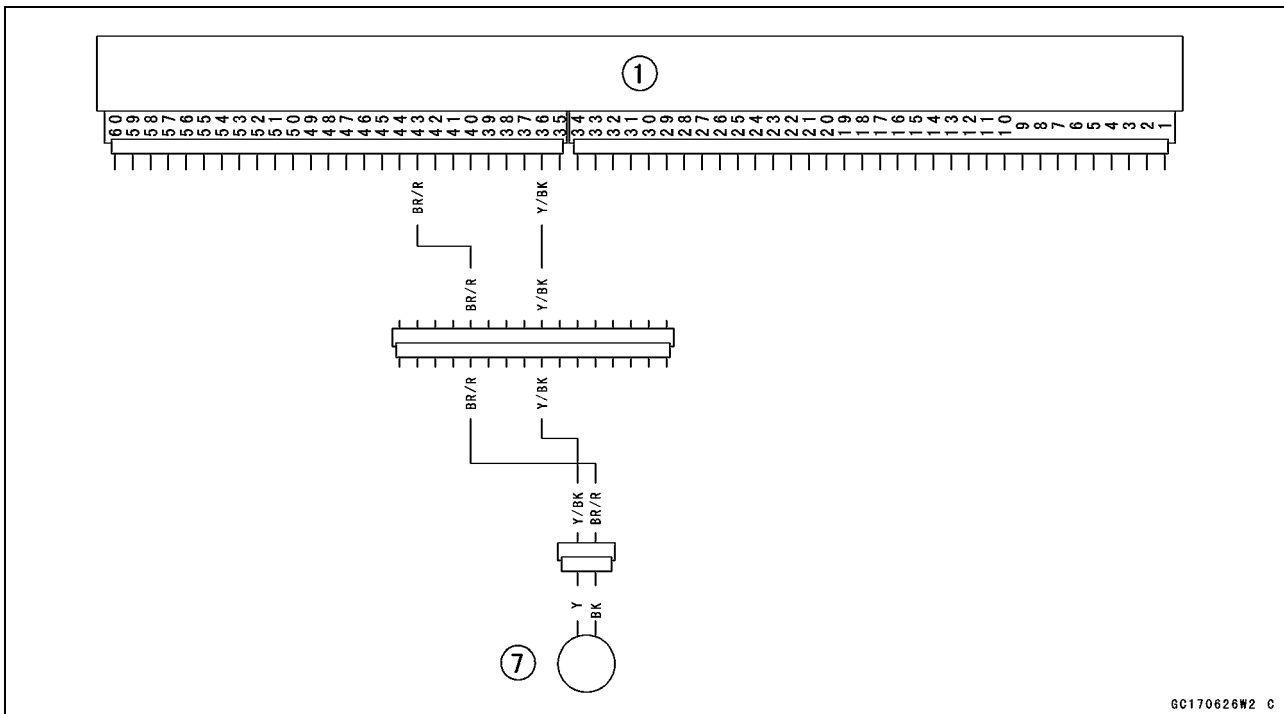 1
60 59 58 57 56 55 54 53 52 51 50 49 48 47 46 45 44 43 42 41 40 39 38 37 36 35 34 33 32 31 30 29 28 27 26 25 24 23 22 21 20 19 18 17 16 15 14 13 12 11 10 9 8 7 6 5 4 3 2 1
BR/R Y/BK
BR/R Y/BK
BR/R Y/BK
Y/BK BR/R
Y BK
7
GC170626W2 C